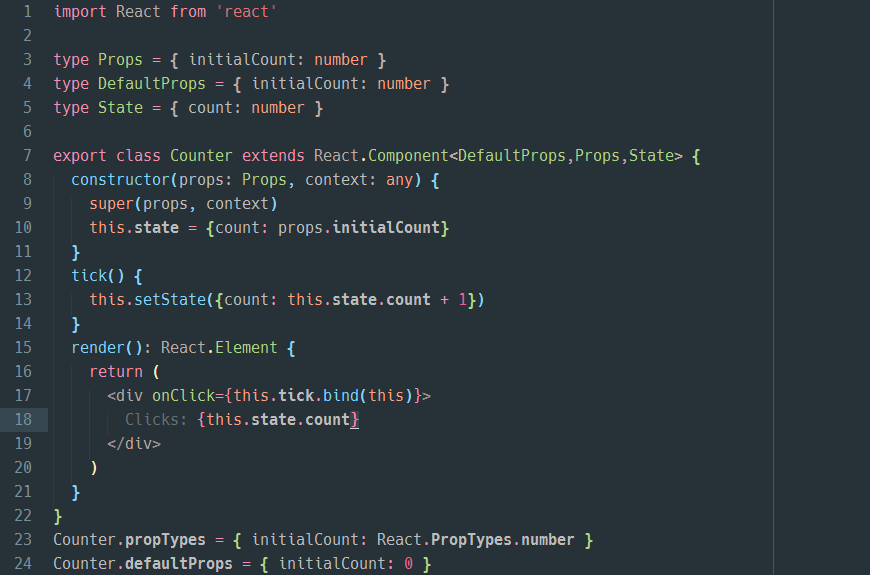 1 import React from 'react'
2
3 type Props = { initialCount: number }
4 type DefaultProps = { initialCount: number }
5 type State = { count: number }
6
7 export class Counter extends React.Component<DefaultProps,Props,State> {
8   constructor(props: Props, context: any) {
9     super(props, context)
10     this.state = {count: props.initialCount}
11   }
12   tick() {
13     this.setState({count: this.state.count + 1})
14   }
15   render(): React.Element {
16     return (
17       <div onClick={this.tick.bind(this)}>
18         Clicks: {this.state.count}
19       </div>
20     )
21   }
22 }
23 Counter.propTypes = { initialCount: React.PropTypes.number }
24 Counter.defaultProps = { initialCount: 0 }